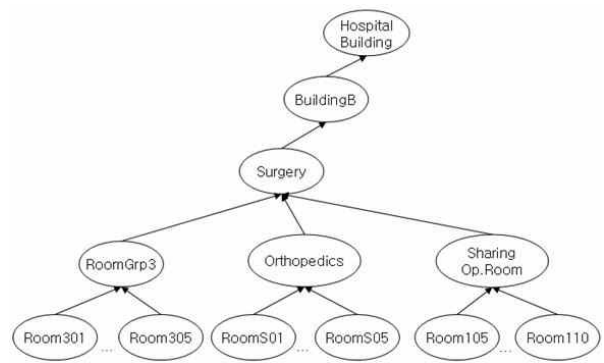 Hospital
Building
BuildingB
Surgery
RoomGrp3
Orthopedics
Sharing
Op.Room
Room301 ... Room305 RoomS01 ... RoomS05 Room105 ... Room110